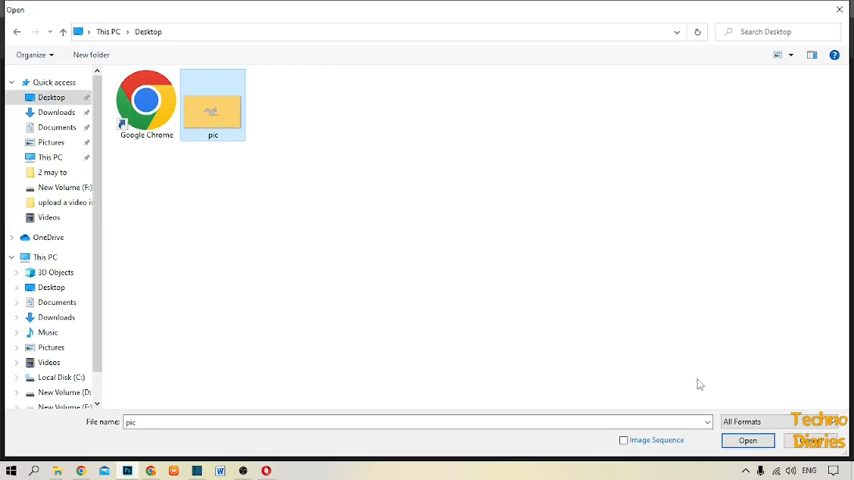 Open
This PC
Desktop
Search Desktop
Organize
New folder
Quick access
Desktop
Downloads
Documents
Pictures
This PC
2 may to
New Volume (F:)
upload a video i
Videos
OneDrive
This PC
3D Objects
Desktop
Documents
Downloads
Music
Pictures
Videos
Local Disk (C:)
New Volume (D:
New Volume (E:
Google Chrome
pic
File name:
pic
All Formats
Image Sequence
Open
Techno
Diaries
ENG